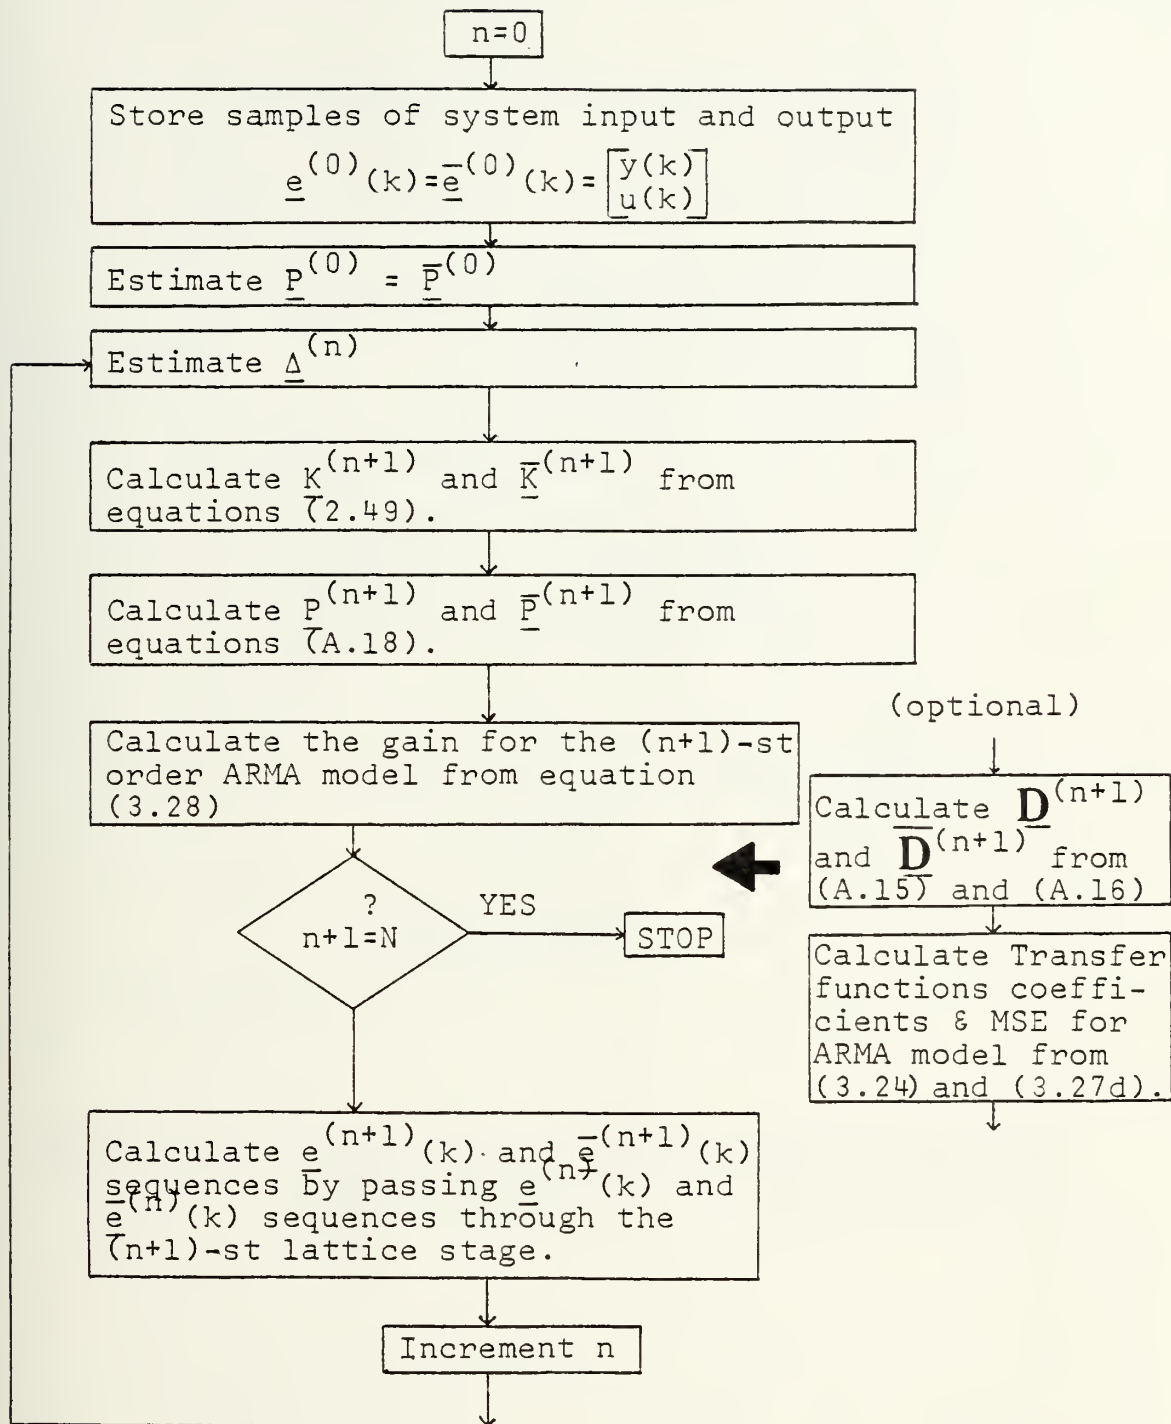 n=0
Store samples of system input and output
e̲^(0)(k)=e̲̅^(0)(k)=[y(k)
u(k)]
Estimate P̲^(0) = P̲̅^(0)
Estimate Δ̲^(n)
Calculate K̲^(n+1) and K̲̅^(n+1) from
equations (2.49).
Calculate P̲^(n+1) and P̲̅^(n+1) from
equations (A.18).
Calculate the gain for the (n+1)-st
order ARMA model from equation
(3.28)
(optional)
Calculate D̲^(n+1)
and D̲̅^(n+1) from
(A.15) and (A.16)
Calculate Transfer
functions coeffi-
cients & MSE for
ARMA model from
(3.24) and (3.27d).
?
n+1=N
YES
STOP
Calculate e̲^(n+1)(k) and e̲̅^(n+1)(k)
sequences by passing e̲^(n)(k) and
e̲̅^(n)(k) sequences through the
(n+1)-st lattice stage.
Increment n